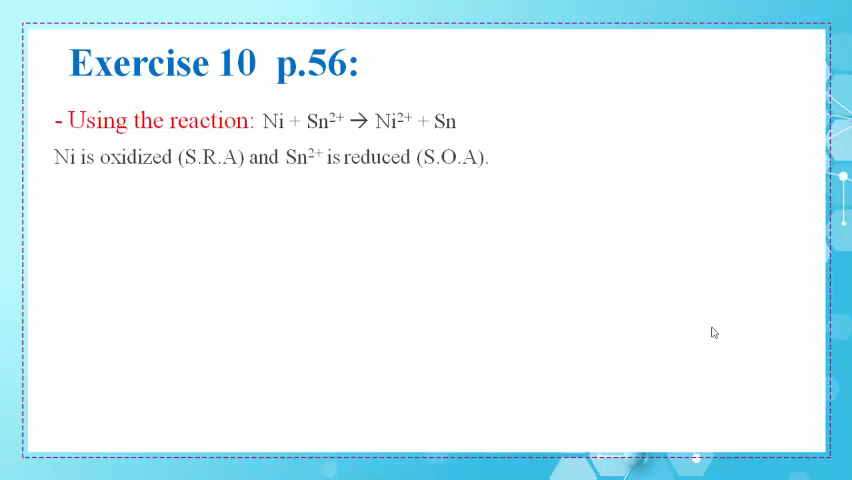 Exercise 10 p.56:
- Using the reaction: Ni + Sn²⁺ → Ni²⁺ + Sn
Ni is oxidized (S.R.A) and Sn²⁺ is reduced (S.O.A).